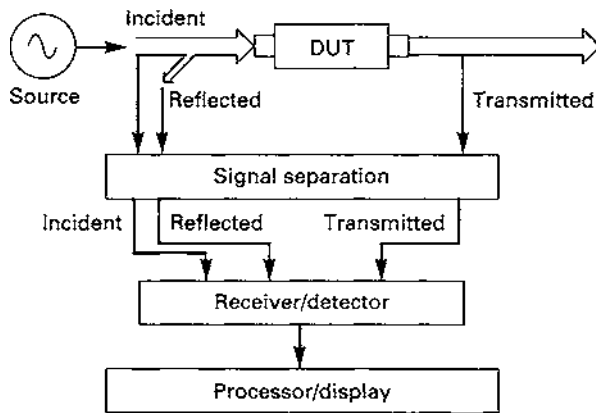 Incident
DUT
Source
Reflected
Transmitted
Signal separation
Incident
Reflected
Transmitted
Receiver/detector
Processor/display